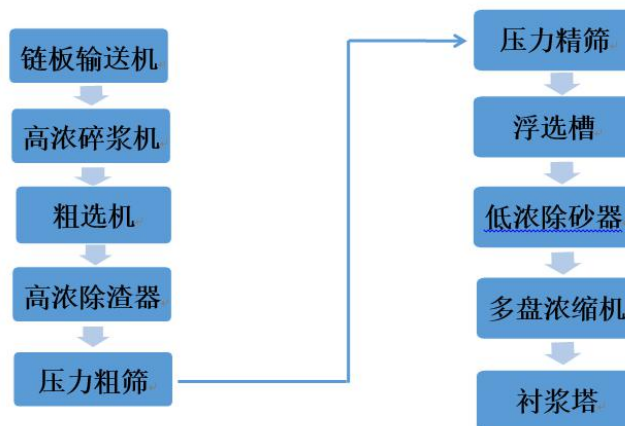 链板输送机
高浓碎浆机
粗选机
高浓除渣器
压力粗筛
压力精筛
浮选槽
低浓除砂器
多盘浓缩机
衬浆塔